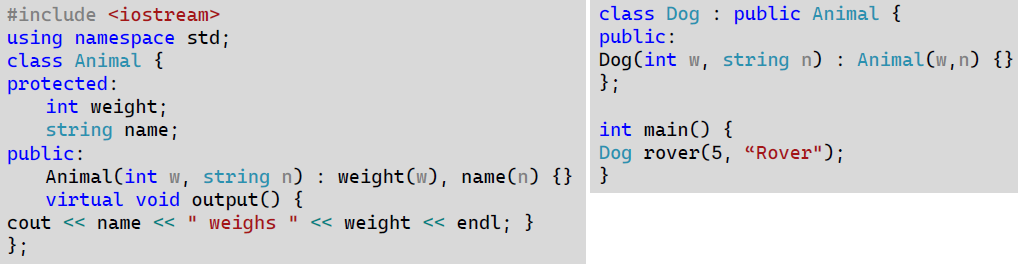 #include <iostream>
using namespace std;
class Animal {
protected:
int weight;
string name;
public:
Animal(int w, string n) : weight(w), name(n) {}
virtual void output() {
cout << name << " weighs " << weight << endl; }
};
class Dog : public Animal {
public:
Dog(int w, string n) : Animal(w,n) {}
};
int main() {
Dog rover(5, “Rover");
}